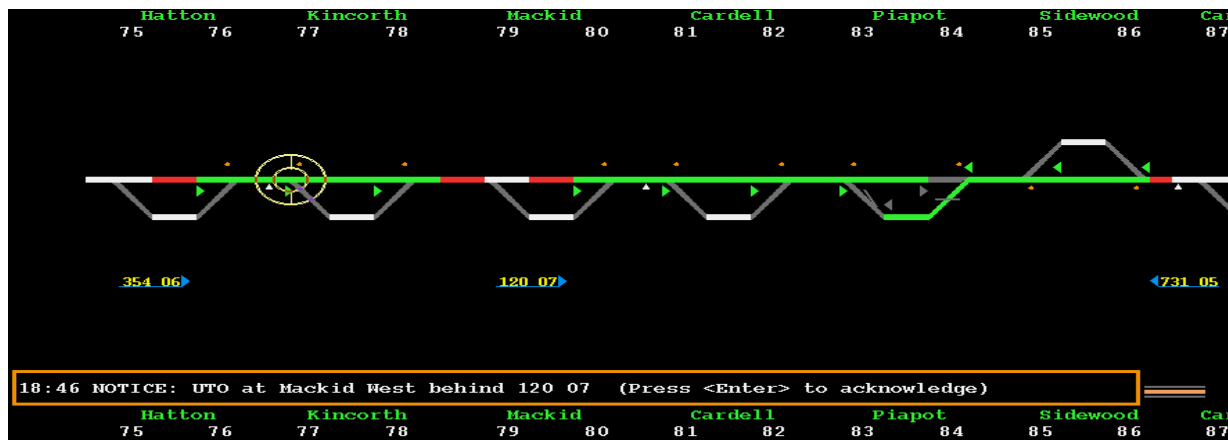 Hatton Kincorth Mackid Cardell Piapot Sidewood Ca
75 76 77 78 79 80 81 82 83 84 85 86 87
354 06 120 07 731 05
18:46 NOTICE: UTO at Mackid West behind 120 07 (Press <Enter> to acknowledge)
Hatton Kincorth Mackid Cardell Piapot Sidewood Ca
75 76 77 78 79 80 81 82 83 84 85 86 87